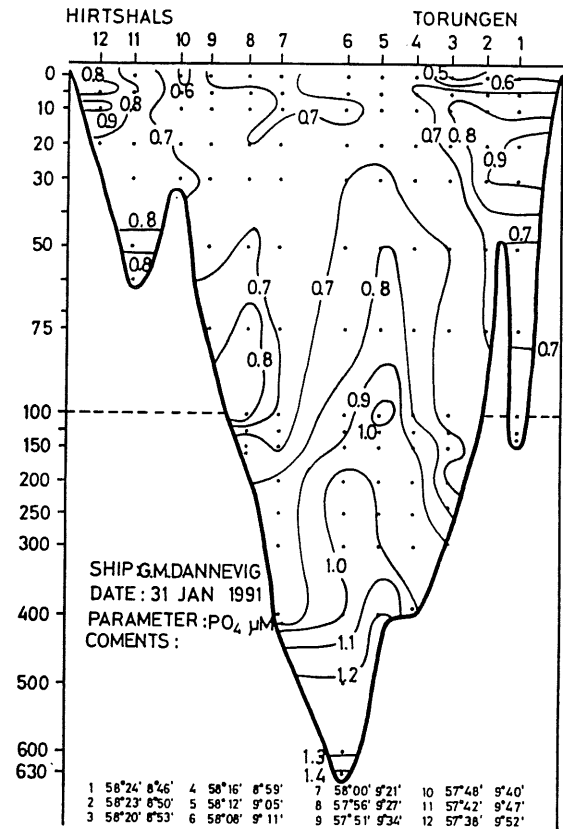 HIRTSHALS TORUNGEN
12 11 10 9 8 7 6 5 4 3 2 1
0
10
20
30
50
75
100
150
200
250
300
400
500
600
630
0.8 0.6 0.5 0.6
0.8 0.9 0.7 0.7 0.7 0.8 0.9
0.8 0.7
0.8 0.7 0.7 0.8
0.8 0.7
0.9
1.0
1.0
1.1
1.2
1.3
1.4
SHIP:G.M.DANNEVIG
DATE: 31 JAN 1991
PARAMETER:PO4 µM
COMENTS:
1 58°24' 8°46' 4 58°16' 8°59' 7 58°00' 9°21' 10 57°48' 9°40'
2 58°23' 8°50' 5 58°12' 9°05' 8 57°56' 9°27' 11 57°42' 9°47'
3 58°20' 8°53' 6 58°08' 9°11' 9 57°51' 9°34' 12 57°38' 9°52'